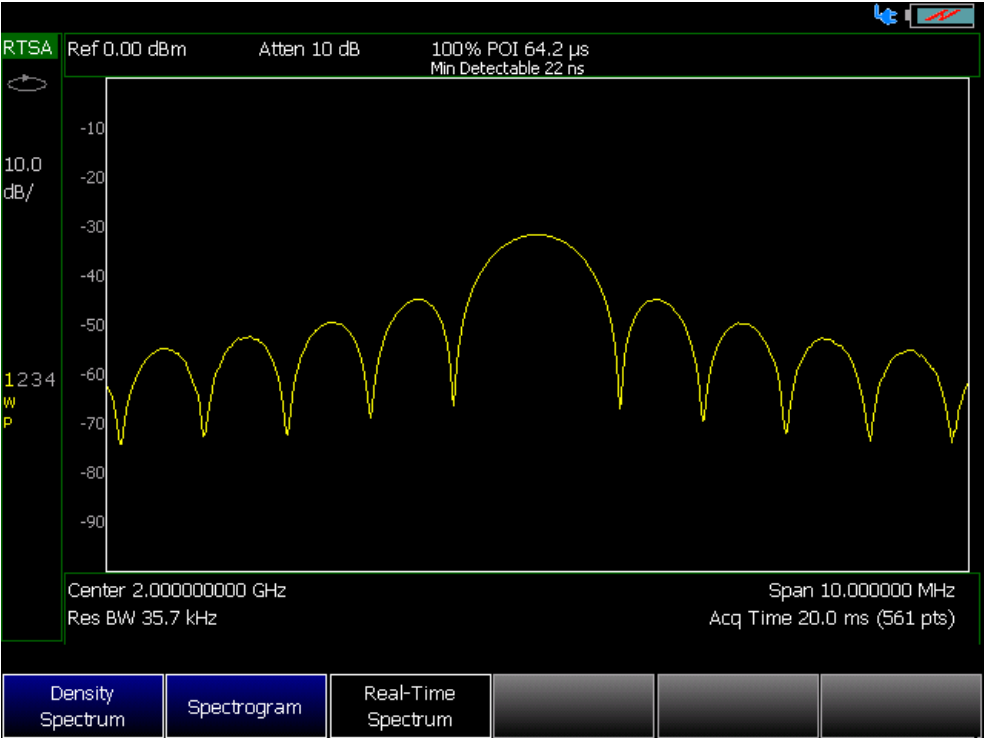 RTSA Ref 0.00 dBm Atten 10 dB 100% POI 64.2 µs
Min Detectable 22 ns
-10
10.0
dB/
-20
-30
-40
-50
-60
1234
W
P
-70
-80
-90
Center 2.000000000 GHz Span 10.000000 MHz
Res BW 35.7 kHz Acq Time 20.0 ms (561 pts)
Density
Spectrum
Spectrogram
Real-Time
Spectrum